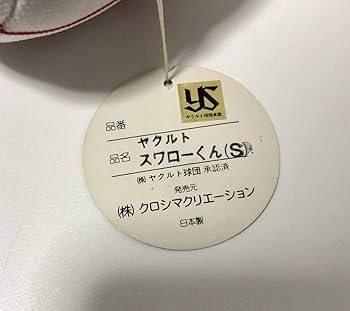 YS
ヤクルト球団承認
品番
ヤクルト
品名 スワローくん(S)
(株)ヤクルト球団 承認済
発売元
(株)クロシマクリエーション
日本製